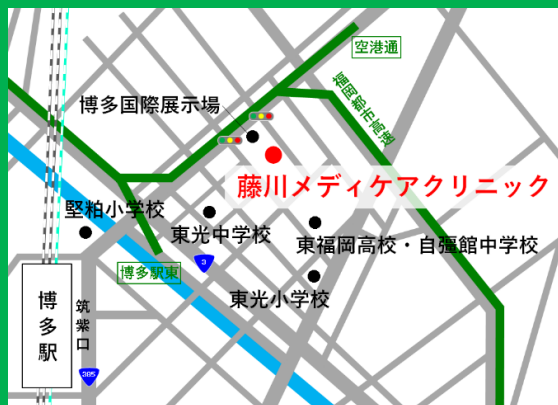 空港通
福岡都市高速
博多国際展示場
藤川メディケアクリニック
堅粕小学校
東光中学校
東福岡高校・自彊館中学校
3
博多駅東
東光小学校
博多駅
筑紫口
385